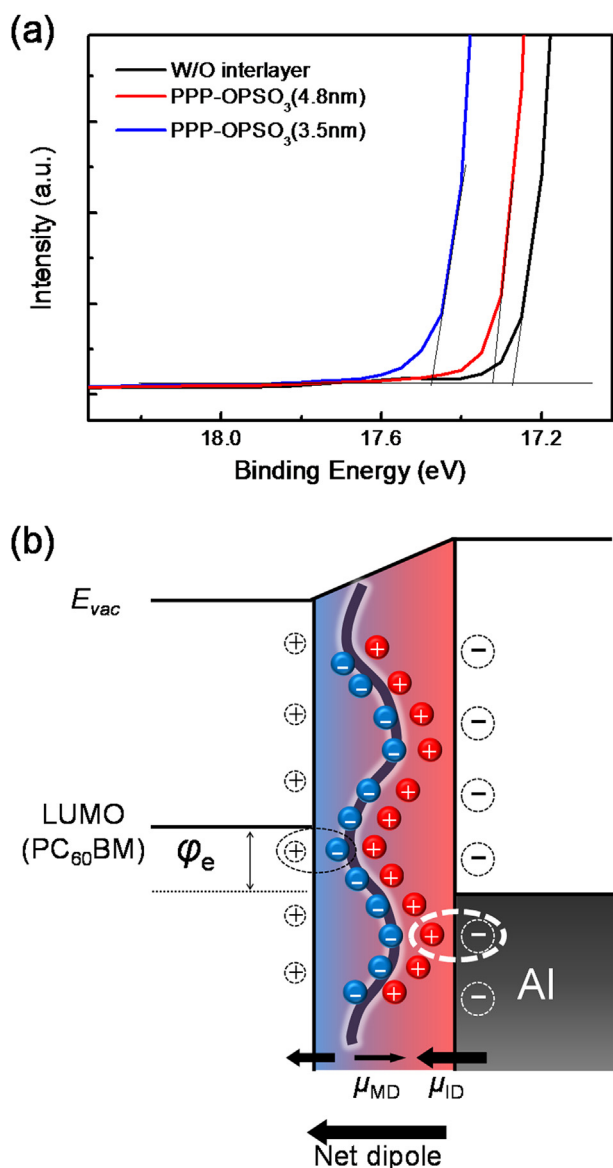 (a)
W/O interlayer
PPP-OPSO₃(4.8nm)
PPP-OPSO₃(3.5nm)
Intensity (a.u.)
18.0 17.6 17.2
Binding Energy (eV)
(b)
Evac
LUMO
(PC₆₀BM)
φe
Al
μMD μID
Net dipole